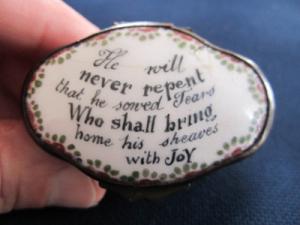 He will
never repent
that he sowed Tears
Who shall bring
home his sheaves
with JOY